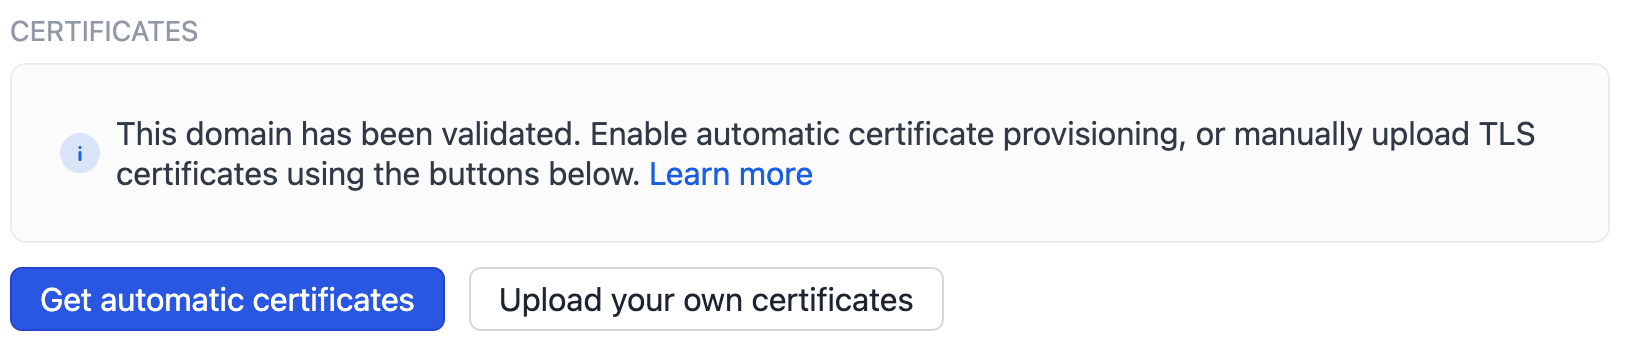 CERTIFICATES
This domain has been validated. Enable automatic certificate provisioning, or manually upload TLS
certificates using the buttons below. Learn more
Get automatic certificates
Upload your own certificates